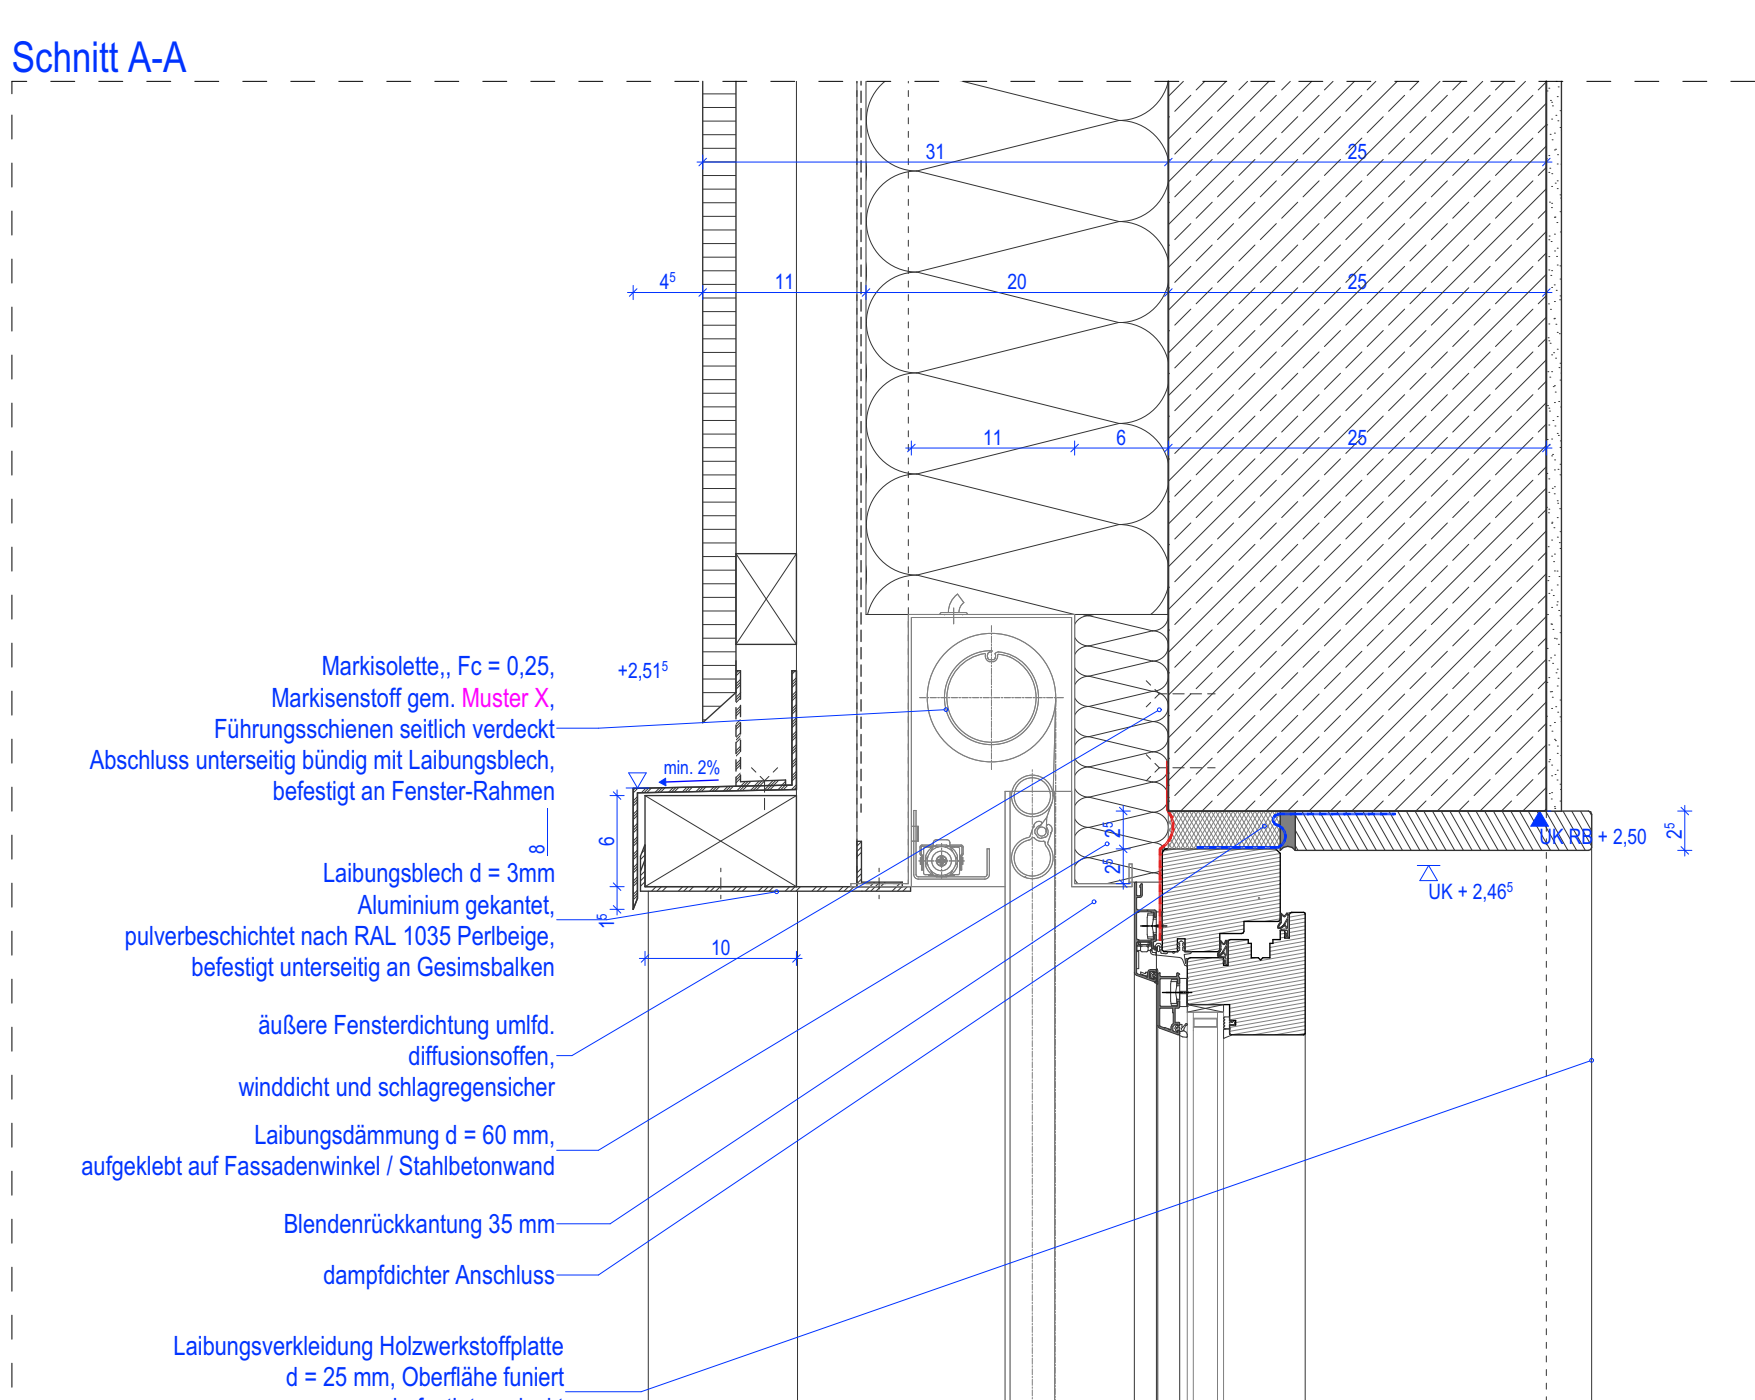 Schnitt A-A
31
25
4⁵
11
20
25
11
6
25
Markisolette,, Fc = 0,25,
Markisenstoff gem. Muster X,
Führungsschienen seitlich verdeckt
Abschluss unterseitig bündig mit Laibungsblech,
befestigt an Fenster-Rahmen
+2,51⁵
min. 2%
8
6
1⁵
2⁵
2⁵
UK RB + 2,50
2⁵
UK + 2,46⁵
Laibungsblech d = 3mm
Aluminium gekantet,
pulverbeschichtet nach RAL 1035 Perlbeige,
befestigt unterseitig an Gesimsbalken
10
äußere Fensterdichtung umlfd.
diffusionsoffen,
winddicht und schlagregensicher
Laibungsdämmung d = 60 mm,
aufgeklebt auf Fassadenwinkel / Stahlbetonwand
Blendenrückkantung 35 mm
dampfdichter Anschluss
Laibungsverkleidung Holzwerkstoffplatte
d = 25 mm, Oberflähe funiert